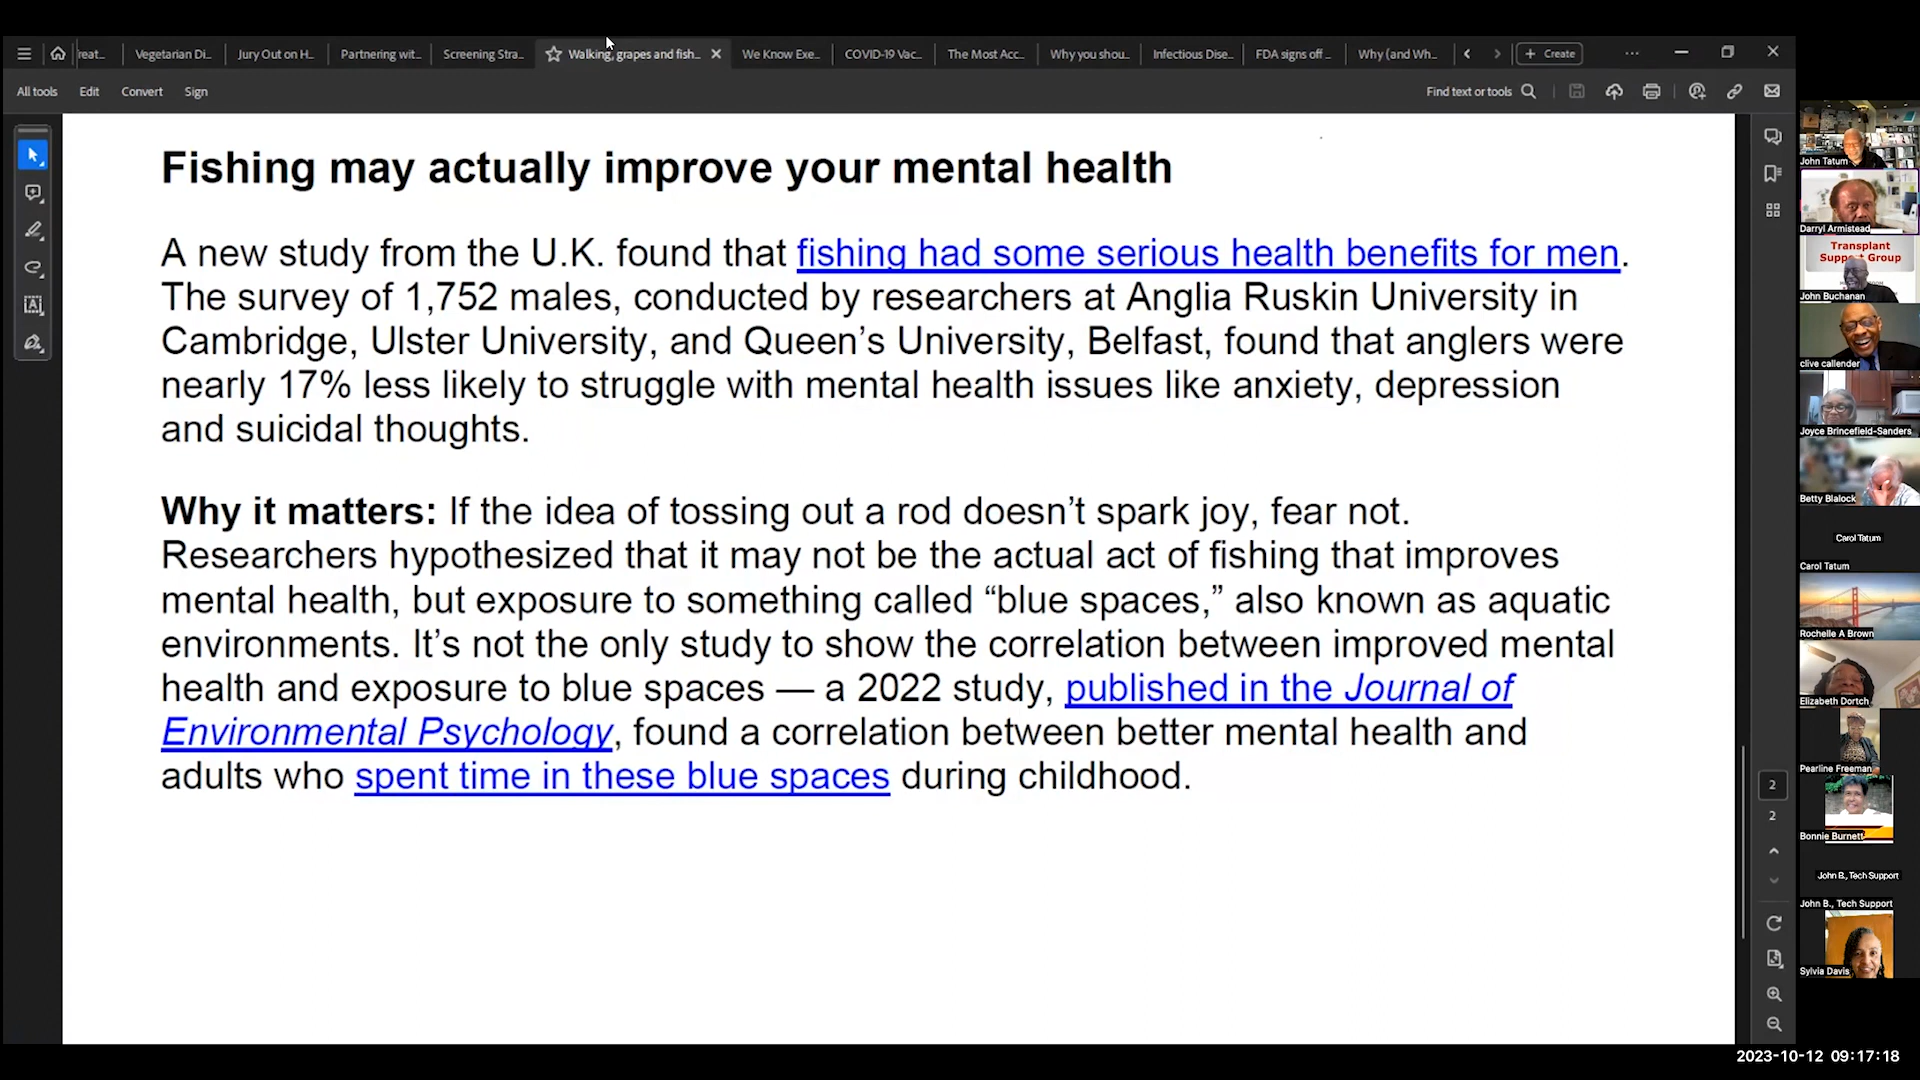 reat...
Vegetarian Di...
Jury Out on H...
Partnering wit...
Screening Stra...
Walking, grapes and fish...
We Know Exe...
COVID-19 Vac...
The Most Acc...
Why you shou...
Infectious Dise...
FDA signs off ...
Why (and Wh...
+ Create
All tools
Edit
Convert
Sign
Find text or tools
Fishing may actually improve your mental health
A new study from the U.K. found that fishing had some serious health benefits for men.
The survey of 1,752 males, conducted by researchers at Anglia Ruskin University in
Cambridge, Ulster University, and Queen’s University, Belfast, found that anglers were
nearly 17% less likely to struggle with mental health issues like anxiety, depression
and suicidal thoughts.
Why it matters: If the idea of tossing out a rod doesn’t spark joy, fear not.
Researchers hypothesized that it may not be the actual act of fishing that improves
mental health, but exposure to something called “blue spaces,” also known as aquatic
environments. It’s not the only study to show the correlation between improved mental
health and exposure to blue spaces — a 2022 study, published in the Journal of
Environmental Psychology, found a correlation between better mental health and
adults who spent time in these blue spaces during childhood.
2
2
John Tatum
Darryl Armistead
Transplant
Support Group
John Buchanan
clive callender
Joyce Brincefield-Sanders
Betty Blalock
Carol Tatum
Carol Tatum
Rochelle A Brown
Elizabeth Dortch
Pearline Freeman
Bonnie Burnett
John B., Tech Support
John B., Tech Support
Sylvia Davis
2023-10-12 09:17:18